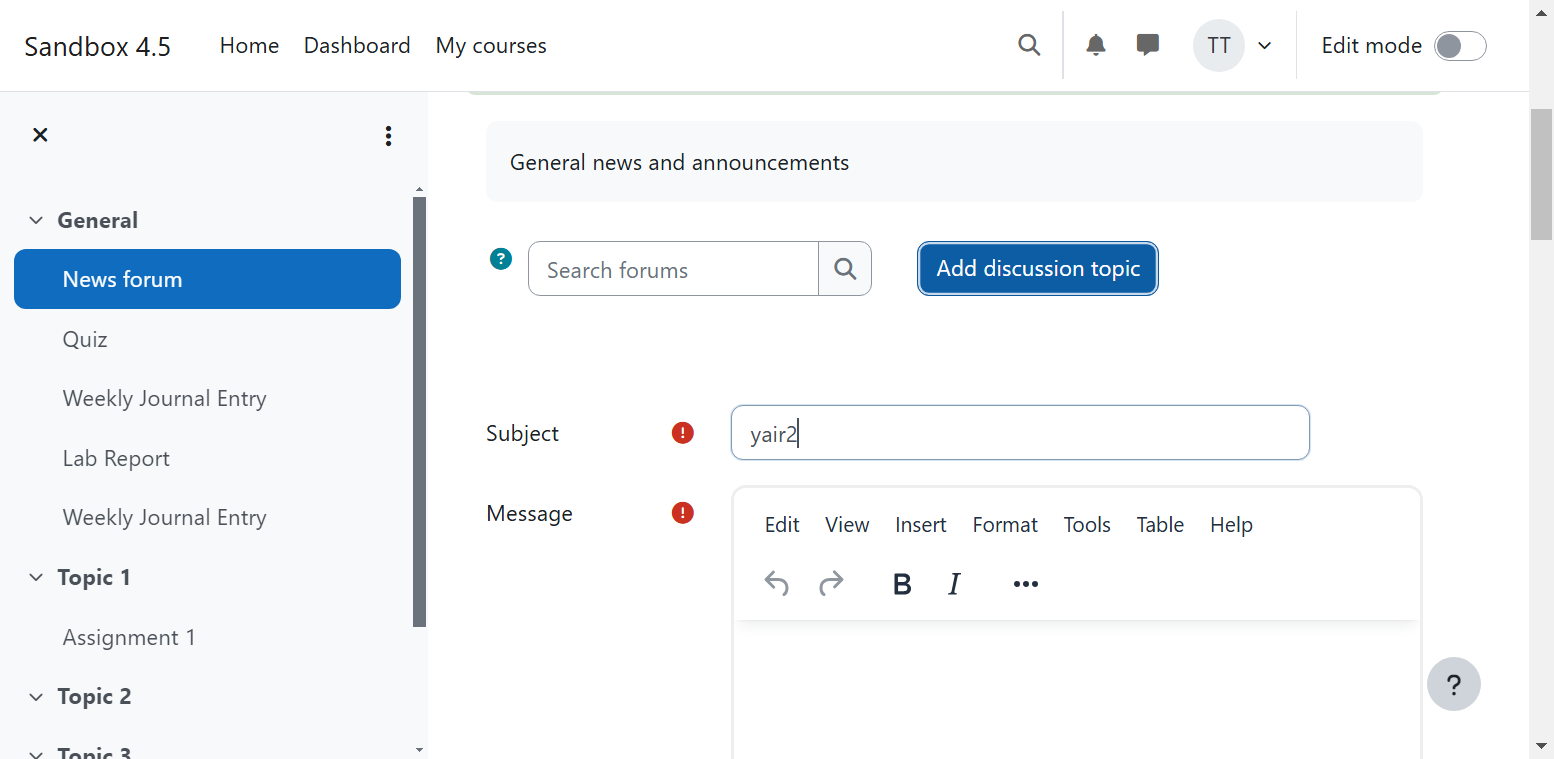 Sandbox 4.5 Home Dashboard My courses TT Edit mode
General
News forum
Quiz
Weekly Journal Entry
Lab Report
Weekly Journal Entry
Topic 1
Assignment 1
Topic 2
Topic 3
General news and announcements
? Search forums Add discussion topic
Subject ! yair2
Message !
Edit View Insert Format Tools Table Help
B I
?